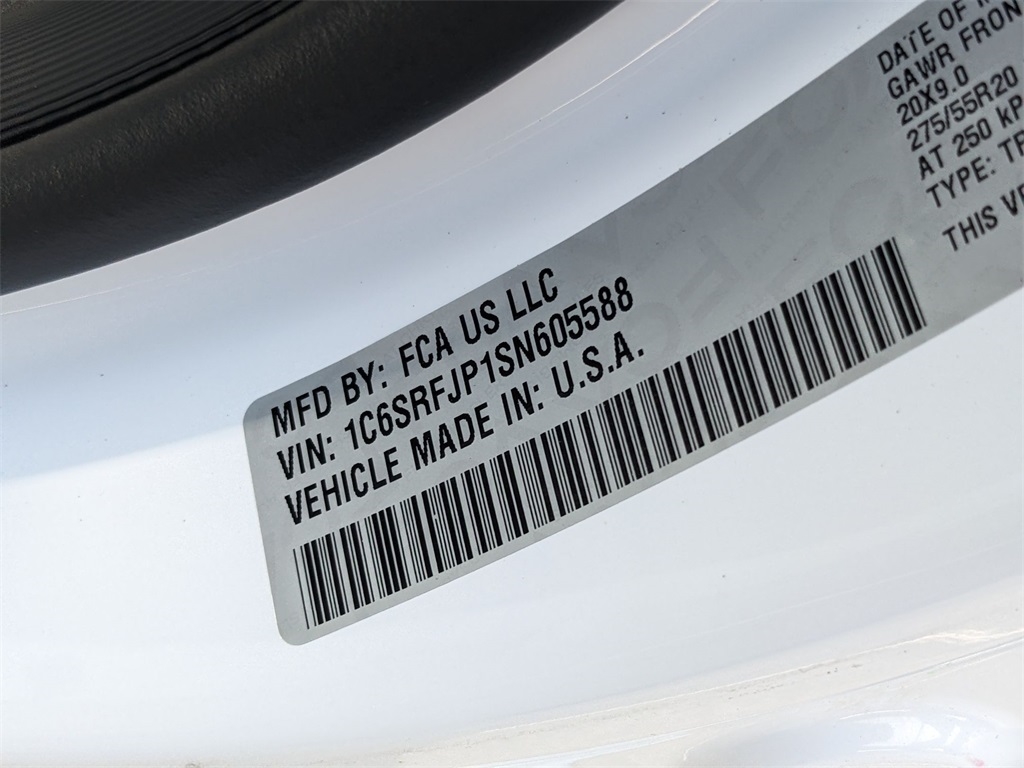 MFD BY: FCA US LLC
VIN: 1C6SRFJP1SN605588
VEHICLE MADE IN: U.S.A.
DATE OF
GAWR FRON
20X9.0
275/55R20
AT 250 kP
TYPE:
THIS